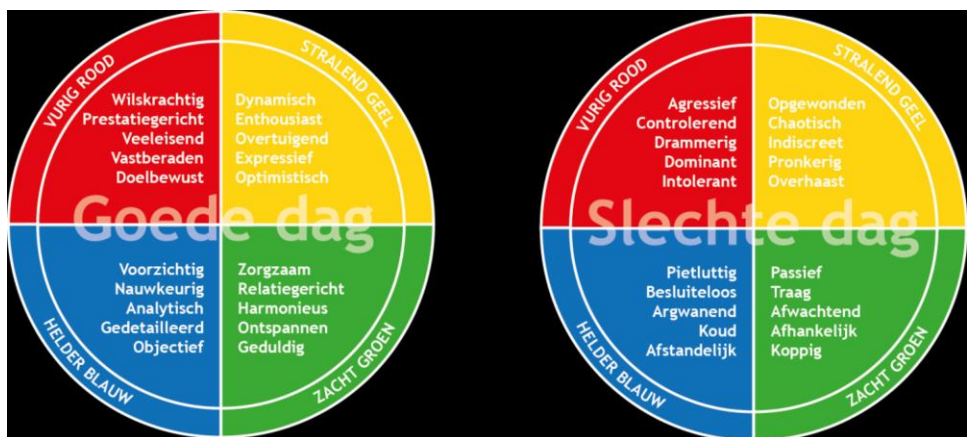 Goede dag
VURIG ROOD
Wilskrachtig
Prestatiegericht
Veeleisend
Vastberaden
Doelbewust
STRALEND GEEL
Dynamisch
Enthousiast
Overtuigend
Expressief
Optimistisch
HELDER BLAUW
Voorzichtig
Nauwkeurig
Analytisch
Gedetailleerd
Objectief
ZACHT GROEN
Zorgzaam
Relatiegericht
Harmonieus
Ontspannen
Geduldig
Slechte dag
VURIG ROOD
Agressief
Controlerend
Drammerig
Dominant
Intolerant
STRALEND GEEL
Opgewonden
Chaotisch
Indiscreet
Pronkerig
Overhaast
HELDER BLAUW
Pietluttig
Besluiteloos
Argwanend
Koud
Afstandelijk
ZACHT GROEN
Passief
Traag
Afwachtend
Afhankelijk
Koppig